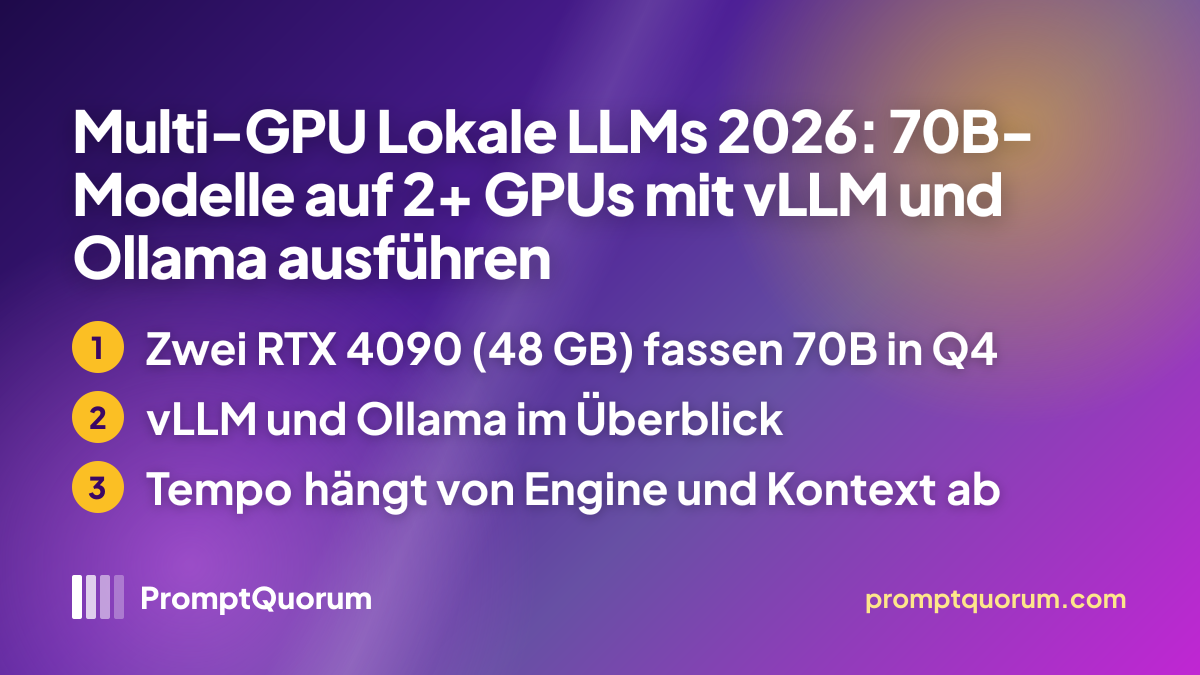 Multi-GPU Lokale LLMs 2026: 70B-
Modelle auf 2+ GPUs mit vLLM und
Ollama ausführen
1 Zwei RTX 4090 (48 GB) fassen 70B in Q4
2 vLLM und Ollama im Überblick
3 Tempo hängt von Engine und Kontext ab
PromptQuorum
promptquorum.com